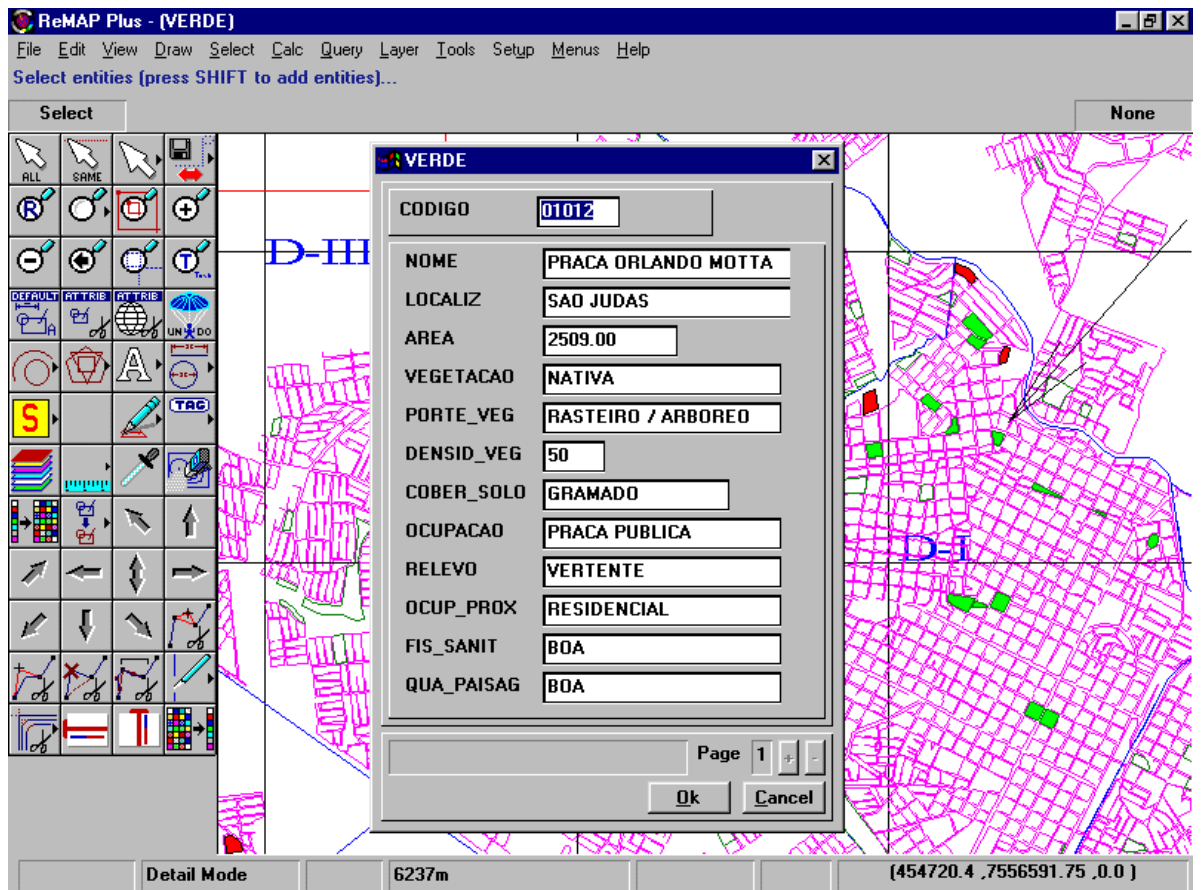 ReMAP Plus - (VERDE)
File Edit View Draw Select Calc Query Layer Tools Setup Menus Help
Select entities (press SHIFT to add entities)...
Select None
ALL SAME
R
T
DEFAULT ATTRIB ATTRIB
A UN DO
A
S TAG
D-III
D-I
VERDE
CODIGO 01012
NOME PRACA ORLANDO MOTTA
LOCALIZ SAO JUDAS
AREA 2509.00
VEGETACAO NATIVA
PORTE_VEG RASTEIRO / ARBOREO
DENSID_VEG 50
COBER_SOLO GRAMADO
OCUPACAO PRACA PUBLICA
RELEVO VERTENTE
OCUP_PROX RESIDENCIAL
FIS_SANIT BOA
QUA_PAISAG BOA
Page 1 + -
Ok Cancel
Detail Mode 6237m (454720.4 ,7556591.75 ,0.0 )